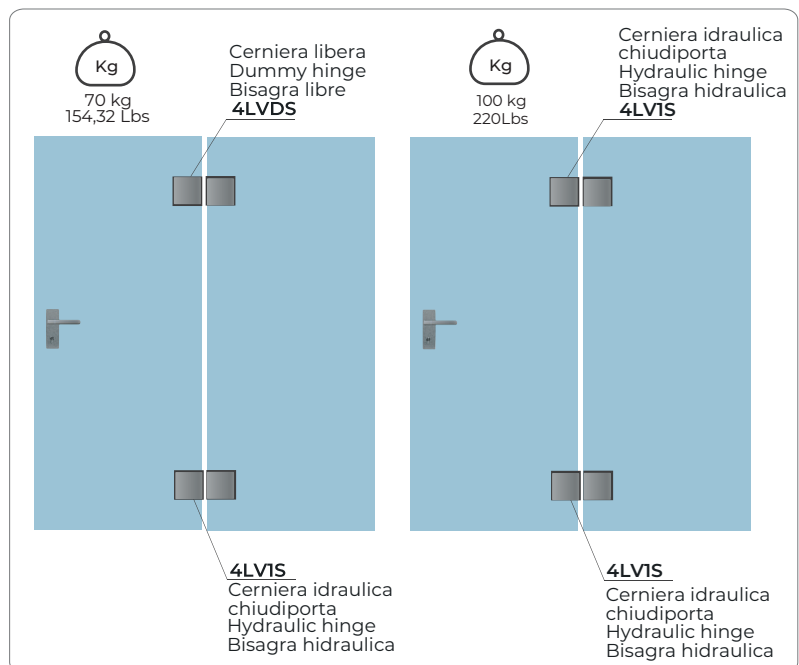 Kg
70 kg
154,32 Lbs
Cerniera libera
Dummy hinge
Bisagra libre
4LVDS
4LV1S
Cerniera idraulica
chiudiporta
Hydraulic hinge
Bisagra hidraulica
Kg
100 kg
220Lbs
Cerniera idraulica
chiudiporta
Hydraulic hinge
Bisagra hidraulica
4LV1S
4LV1S
Cerniera idraulica
chiudiporta
Hydraulic hinge
Bisagra hidraulica